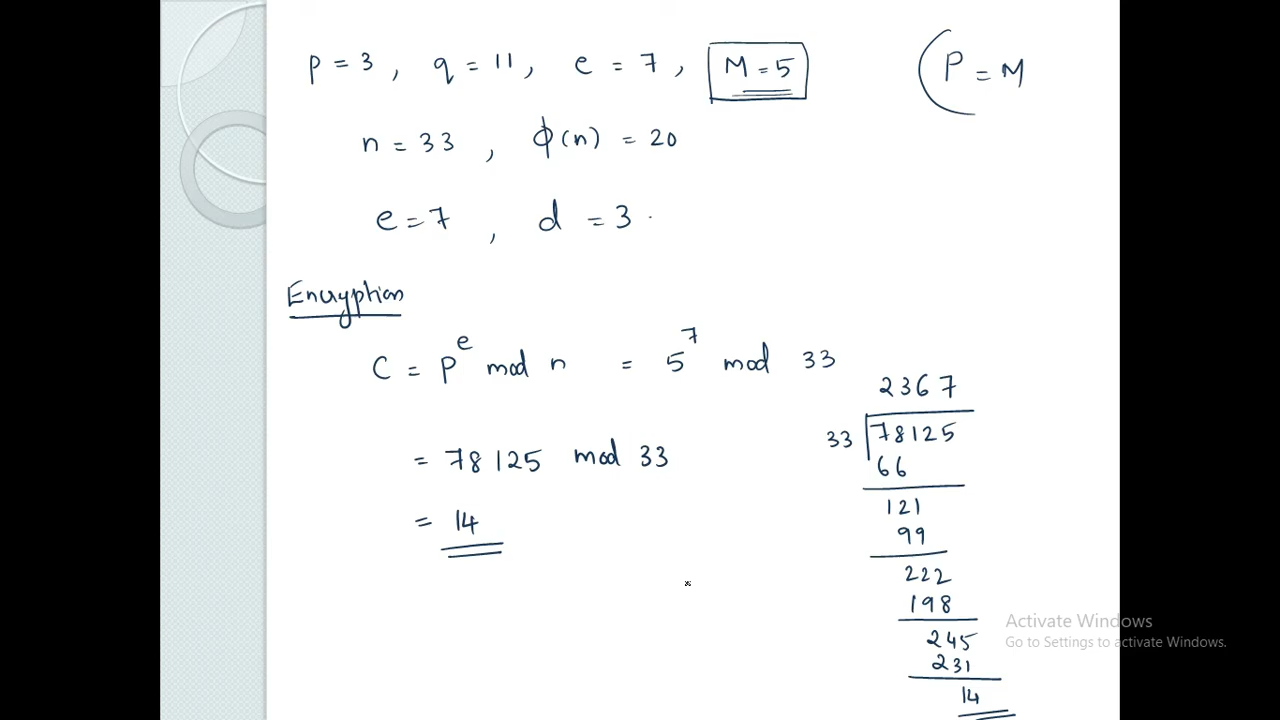 p = 3 , q = 11 , e = 7 , M = 5 ( P = M
n = 33 , ϕ(n) = 20
e = 7 , d = 3 .
Encryption
C = P^e mod n = 5^7 mod 33
= 78125 mod 33
= 14
2367
33 78125
66
121
99
222
198
245
231
14
Activate Windows
Go to Settings to activate Windows.